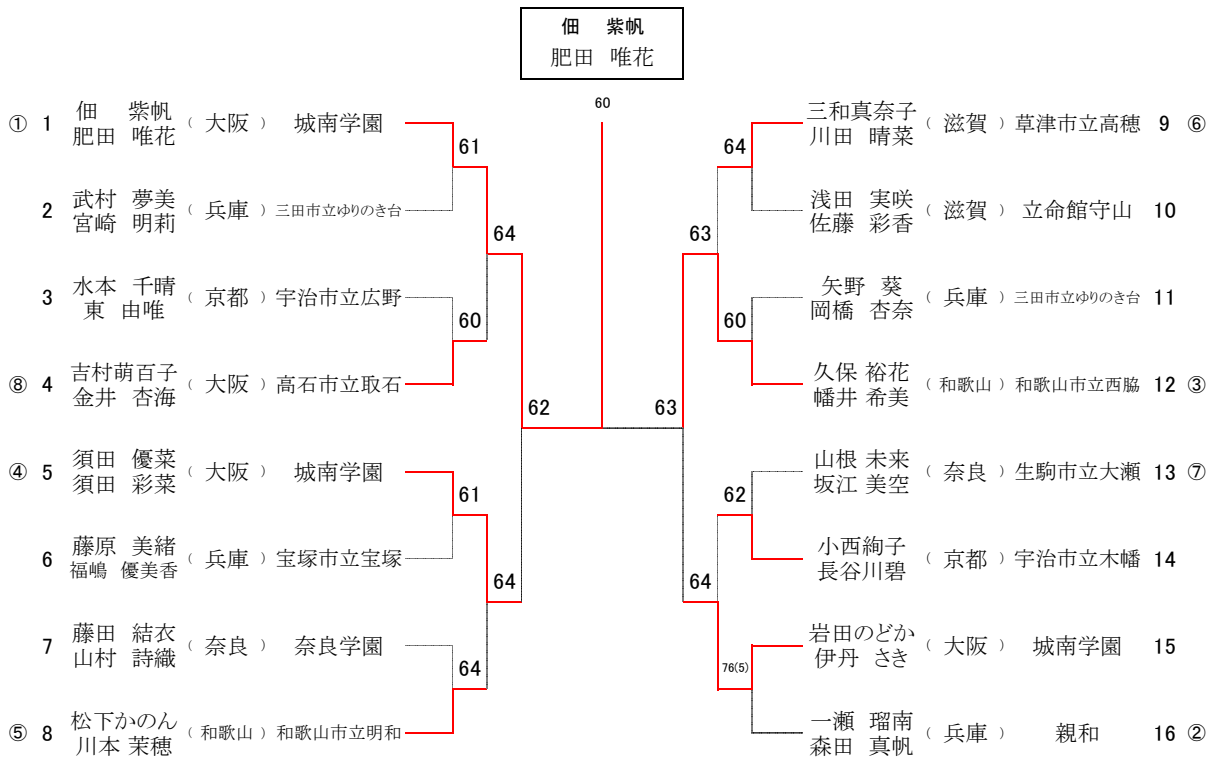 佃 紫帆
肥田 唯花
60
① 1 佃 紫帆 (大阪) 城南学園
肥田 唯花
61
2 武村 夢美 (兵庫) 三田市立ゆりのき台
宮崎 明莉
64
3 水本 千晴 (京都) 宇治市立広野
東 由唯
60
⑧ 4 吉村萌百子 (大阪) 高石市立取石
金井 杏海
62
④ 5 須田 優菜 (大阪) 城南学園
須田 彩菜
61
6 藤原 美緒 (兵庫) 宝塚市立宝塚
福嶋 優美香
64
7 藤田 結衣 (奈良) 奈良学園
山村 詩織
64
⑤ 8 松下かのん (和歌山) 和歌山市立明和
川本 茉穂
三和真奈子 (滋賀) 草津市立高穂 9 ⑥
川田 晴菜
64
浅田 実咲 (滋賀) 立命館守山 10
佐藤 彩香
63
矢野 葵 (兵庫) 三田市立ゆりのき台 11
岡橋 杏奈
60
久保 裕花 (和歌山) 和歌山市立西脇 12 ③
幡井 希美
63
山根 未来 (奈良) 生駒市立大瀬 13 ⑦
坂江 美空
62
小西絢子 (京都) 宇治市立木幡 14
長谷川碧
64
岩田のどか (大阪) 城南学園 15
伊丹 さき
76(5)
一瀬 瑠南 (兵庫) 親和 16 ②
森田 真帆